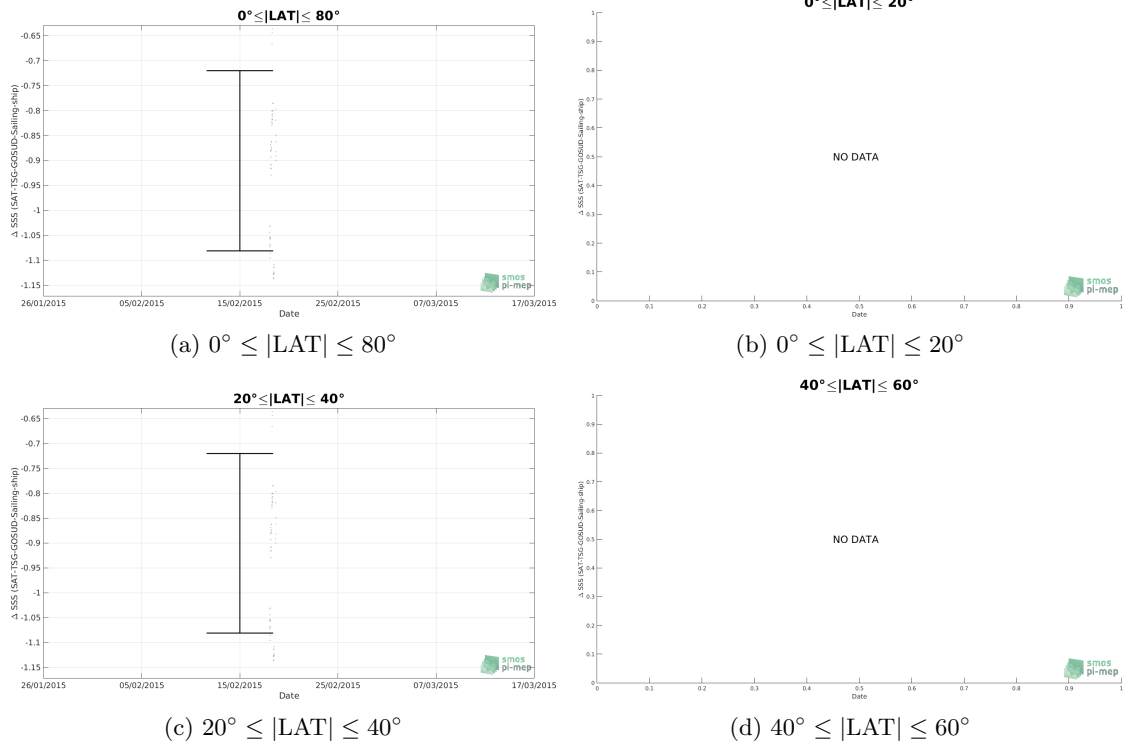 0°≤|LAT|≤ 80°
-0.65
-0.7
-0.75
-0.8
-0.85
-0.9
-0.95
-1
-1.05
-1.1
-1.15
Δ SSS (SAT-TSG-GOSUD-Sailing-ship)
26/01/2015 05/02/2015 15/02/2015 25/02/2015 07/03/2015 17/03/2015
Date
smos
pi-mep
(a) 0° ≤ |LAT| ≤ 80°
0°≤|LAT|≤ 20°
1
0.9
0.8
0.7
0.6
0.5
0.4
0.3
0.2
0.1
0
Δ SSS (SAT-TSG-GOSUD-Sailing-ship)
NO DATA
0 0.1 0.2 0.3 0.4 0.5 0.6 0.7 0.8 0.9 1
Date
smos
pi-mep
(b) 0° ≤ |LAT| ≤ 20°
20°≤|LAT|≤ 40°
-0.65
-0.7
-0.75
-0.8
-0.85
-0.9
-0.95
-1
-1.05
-1.1
-1.15
Δ SSS (SAT-TSG-GOSUD-Sailing-ship)
26/01/2015 05/02/2015 15/02/2015 25/02/2015 07/03/2015 17/03/2015
Date
smos
pi-mep
(c) 20° ≤ |LAT| ≤ 40°
40°≤|LAT|≤ 60°
1
0.9
0.8
0.7
0.6
0.5
0.4
0.3
0.2
0.1
0
Δ SSS (SAT-TSG-GOSUD-Sailing-ship)
NO DATA
0 0.1 0.2 0.3 0.4 0.5 0.6 0.7 0.8 0.9 1
Date
smos
pi-mep
(d) 40° ≤ |LAT| ≤ 60°